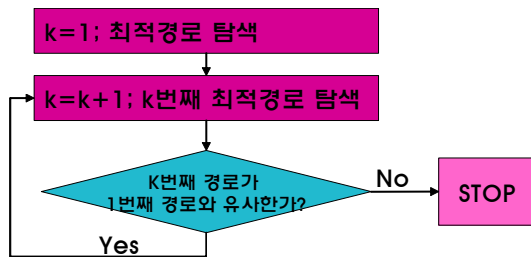 k=1; 최적경로 탐색
k=k+1; k번째 최적경로 탐색
K번째 경로가
1번째 경로와 유사한가?
No
STOP
Yes